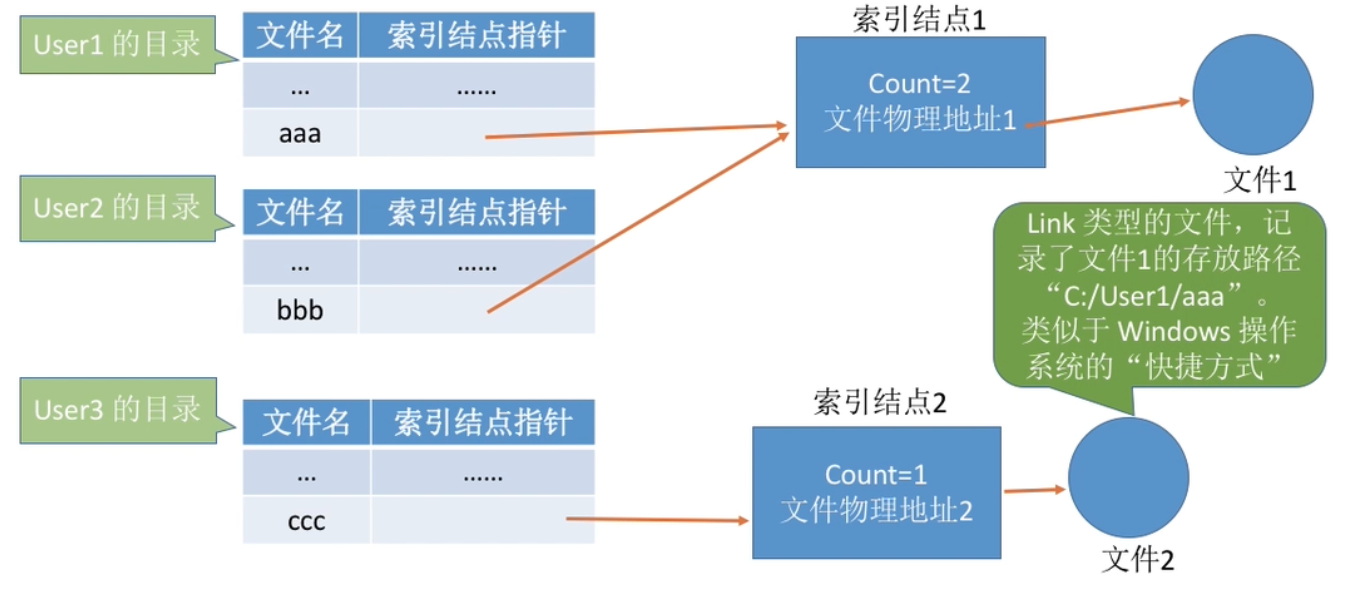 User1 的目录
文件名 索引结点指针
... ......
aaa
索引结点1
Count=2
文件物理地址1
文件1
User2 的目录
文件名 索引结点指针
... ......
bbb
Link 类型的文件，记
录了文件1的存放路径
“C:/User1/aaa”。
类似于 Windows 操作
系统的“快捷方式”
User3 的目录
文件名 索引结点指针
... ......
ccc
索引结点2
Count=1
文件物理地址2
文件2